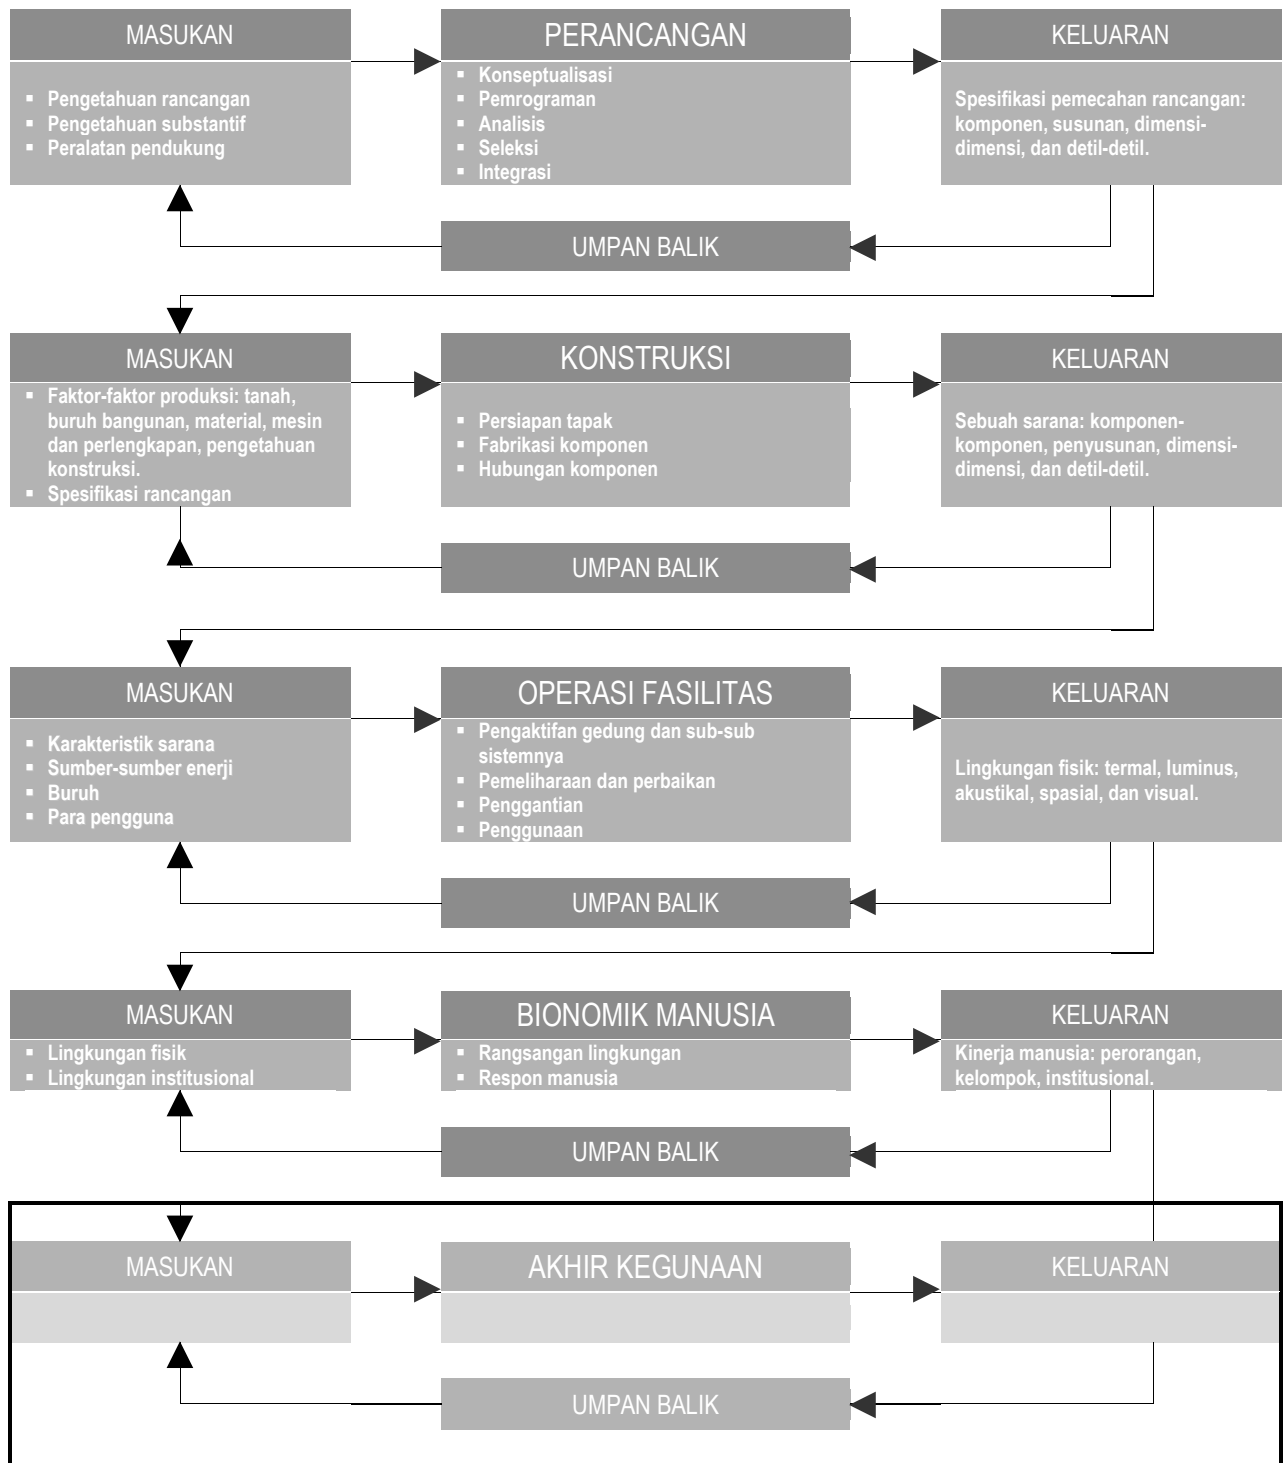 MASUKAN
▪ Pengetahuan rancangan
▪ Pengetahuan substantif
▪ Peralatan pendukung
PERANCANGAN
▪ Konseptualisasi
▪ Pemrograman
▪ Analisis
▪ Seleksi
▪ Integrasi
KELUARAN
Spesifikasi pemecahan rancangan:
komponen, susunan, dimensi-
dimensi, dan detil-detil.
UMPAN BALIK
MASUKAN
▪ Faktor-faktor produksi: tanah,
buruh bangunan, material, mesin
dan perlengkapan, pengetahuan
konstruksi.
▪ Spesifikasi rancangan
KONSTRUKSI
▪ Persiapan tapak
▪ Fabrikasi komponen
▪ Hubungan komponen
KELUARAN
Sebuah sarana: komponen-
komponen, penyusunan, dimensi-
dimensi, dan detil-detil.
UMPAN BALIK
MASUKAN
▪ Karakteristik sarana
▪ Sumber-sumber enerji
▪ Buruh
▪ Para pengguna
OPERASI FASILITAS
▪ Pengaktifan gedung dan sub-sub
sistemnya
▪ Pemeliharaan dan perbaikan
▪ Penggantian
▪ Penggunaan
KELUARAN
Lingkungan fisik: termal, luminus,
akustikal, spasial, dan visual.
UMPAN BALIK
MASUKAN
▪ Lingkungan fisik
▪ Lingkungan institusional
BIONOMIK MANUSIA
▪ Rangsangan lingkungan
▪ Respon manusia
KELUARAN
Kinerja manusia: perorangan,
kelompok, institusional.
UMPAN BALIK
MASUKAN
AKHIR KEGUNAAN
KELUARAN
UMPAN BALIK